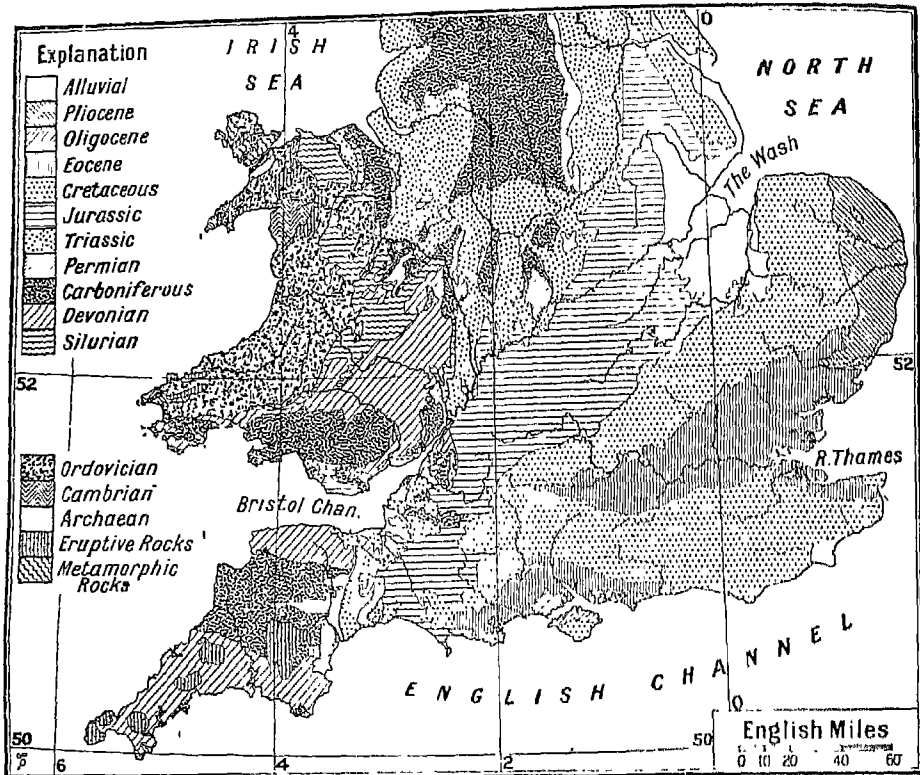 Explanation
Alluvial
Pliocene
Oligocene
Eocene
Cretaceous
Jurassic
Triassic
Permian
Carboniferous
Devonian
Silurian
Ordovician
Cambrian
Archaean
Eruptive Rocks
Metamorphic
Rocks
4
IRISH
SEA
0
NORTH
SEA
The Wash
52
52
R.Thames
Bristol Chan.
ENGLISH CHANNEL
0
English Miles
0 10 20 40 60
50
50
6
4
2